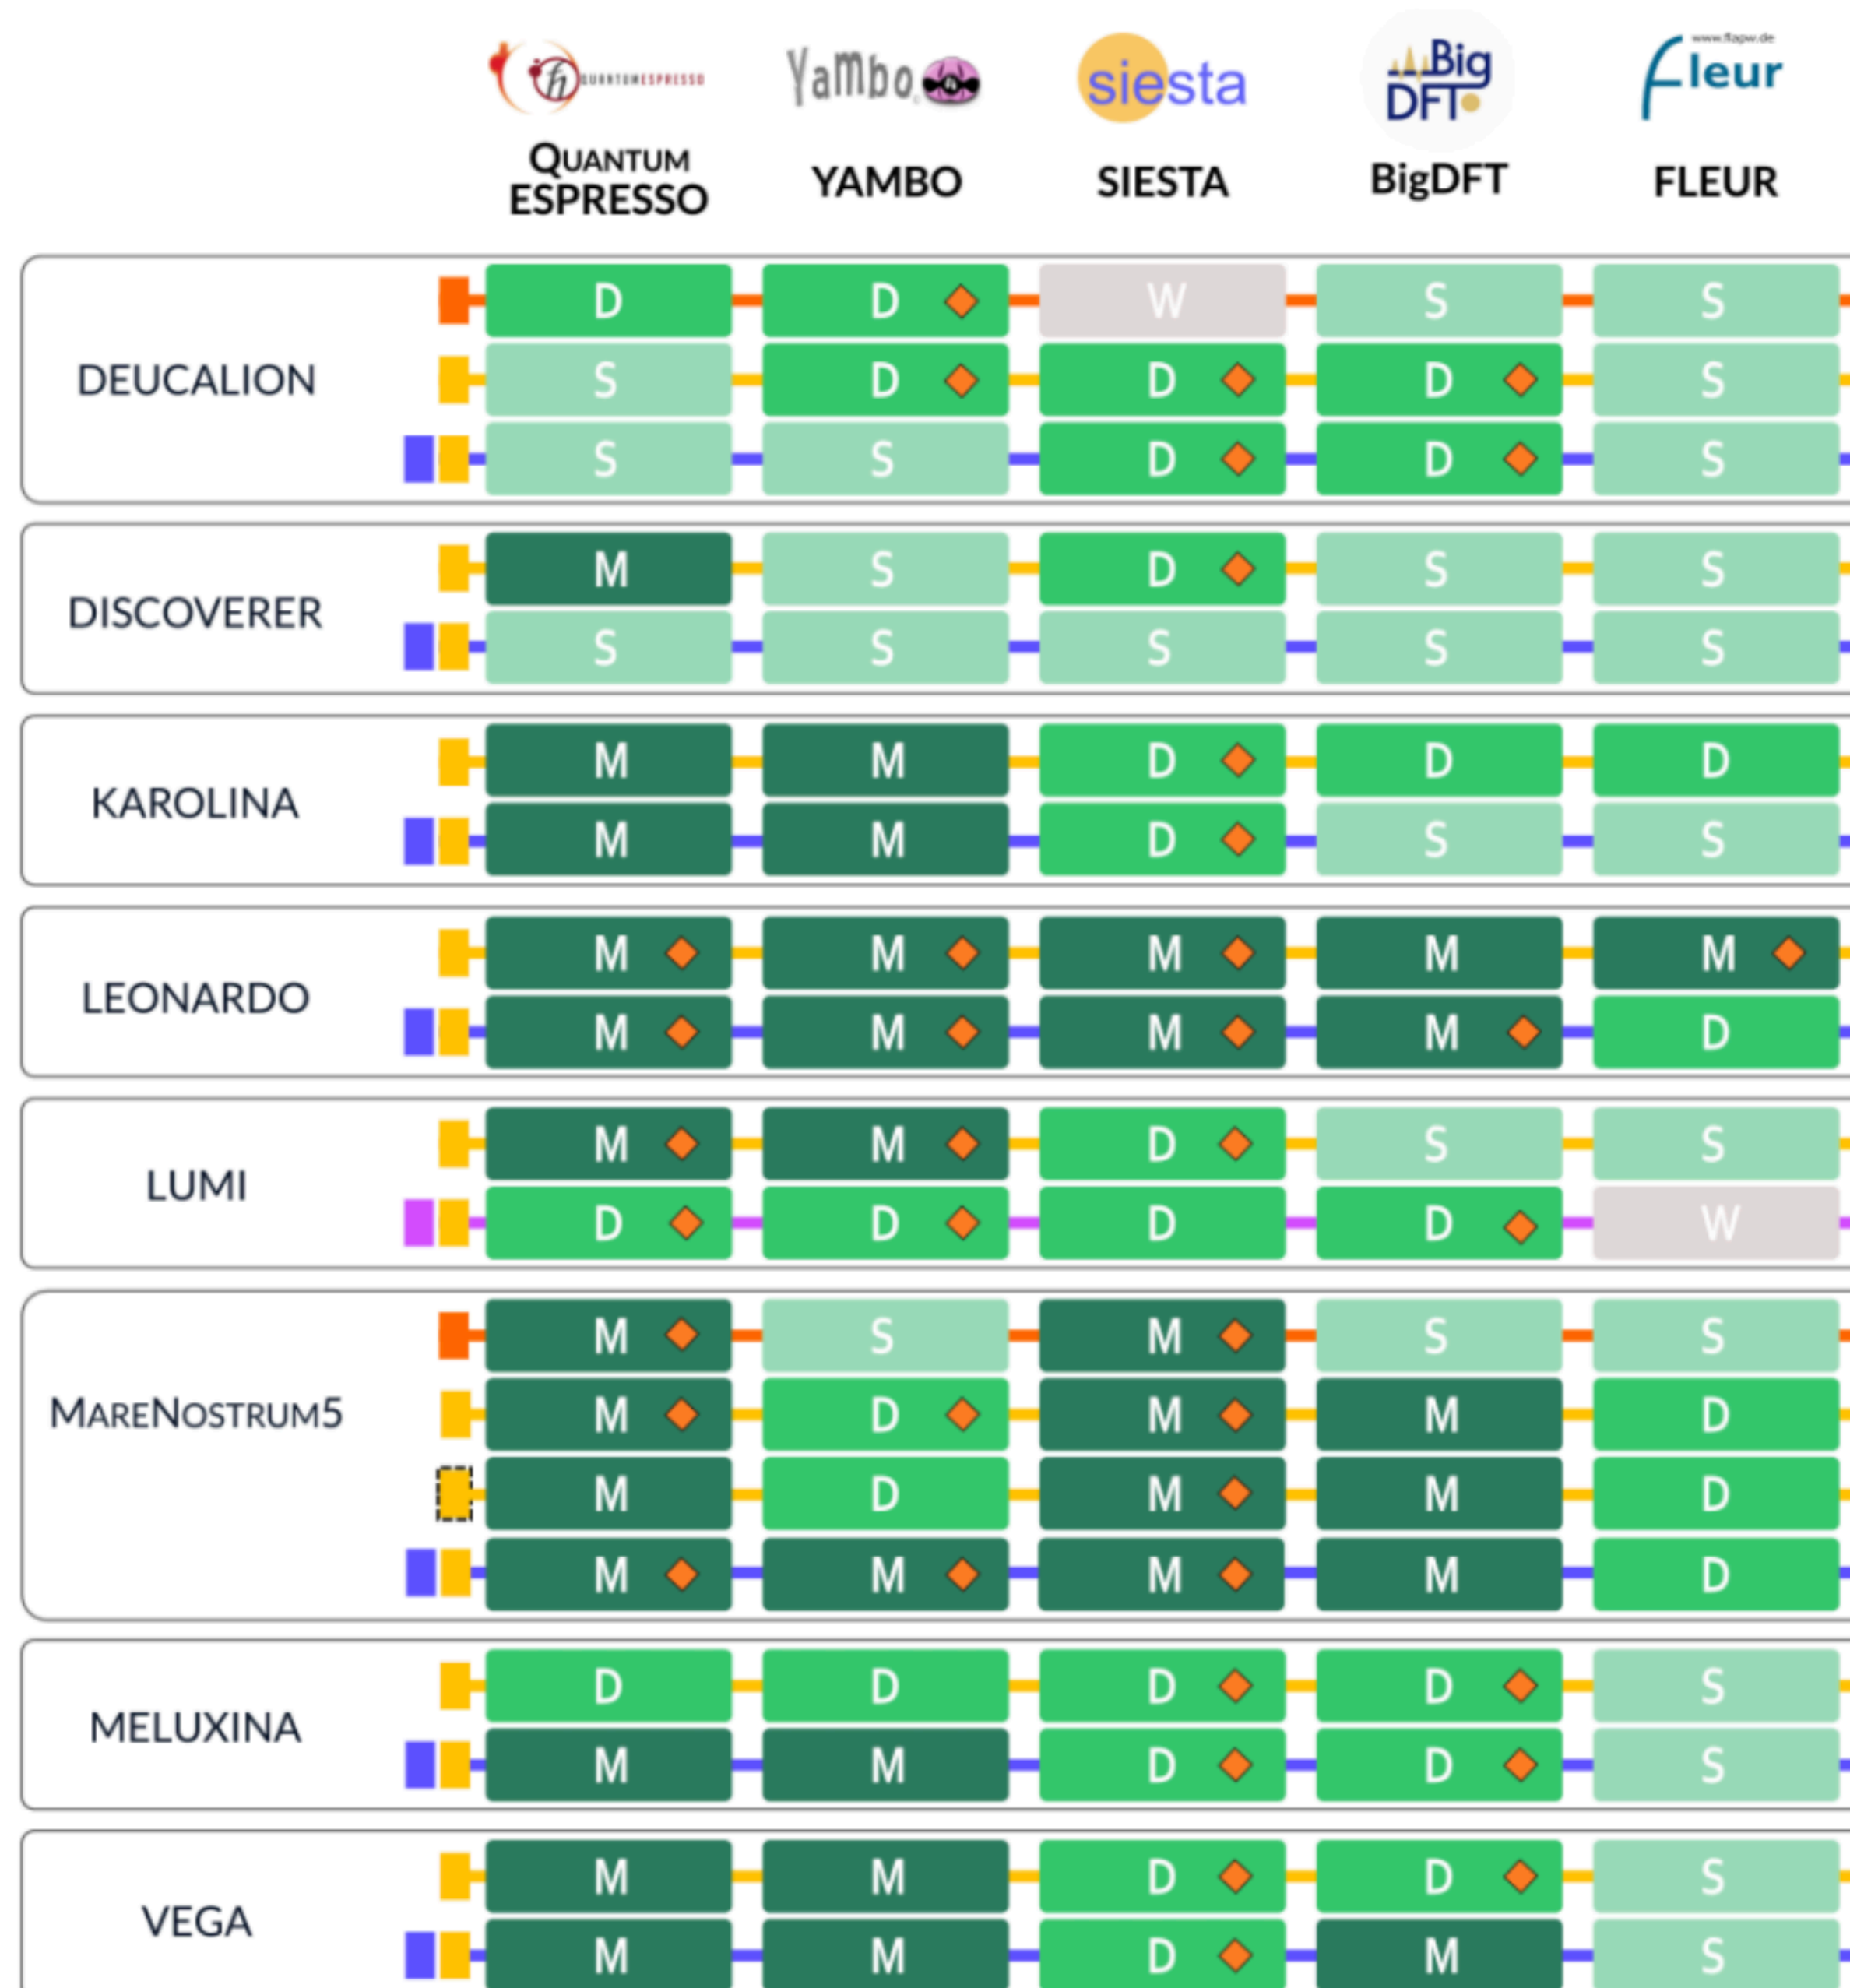 QUANTUMESPRESSO Yambo siesta Big DFT www.flapw.de fleur
QUANTUM ESPRESSO YAMBO SIESTA BigDFT FLEUR
D D W S S
DEUCALION S D D D S
S S D D S
M S D S S
DISCOVERER
S S S S S
M M D D D
KAROLINA
M M D S S
M M M M M
LEONARDO
M M M M D
M M D S S
LUMI
D D D D W
M S M S S
MARENOSTRUM5 M D M M D
M D M M D
M M M M D
D D D D S
MELUXINA
M M D D S
M M D D S
VEGA
M M D M S